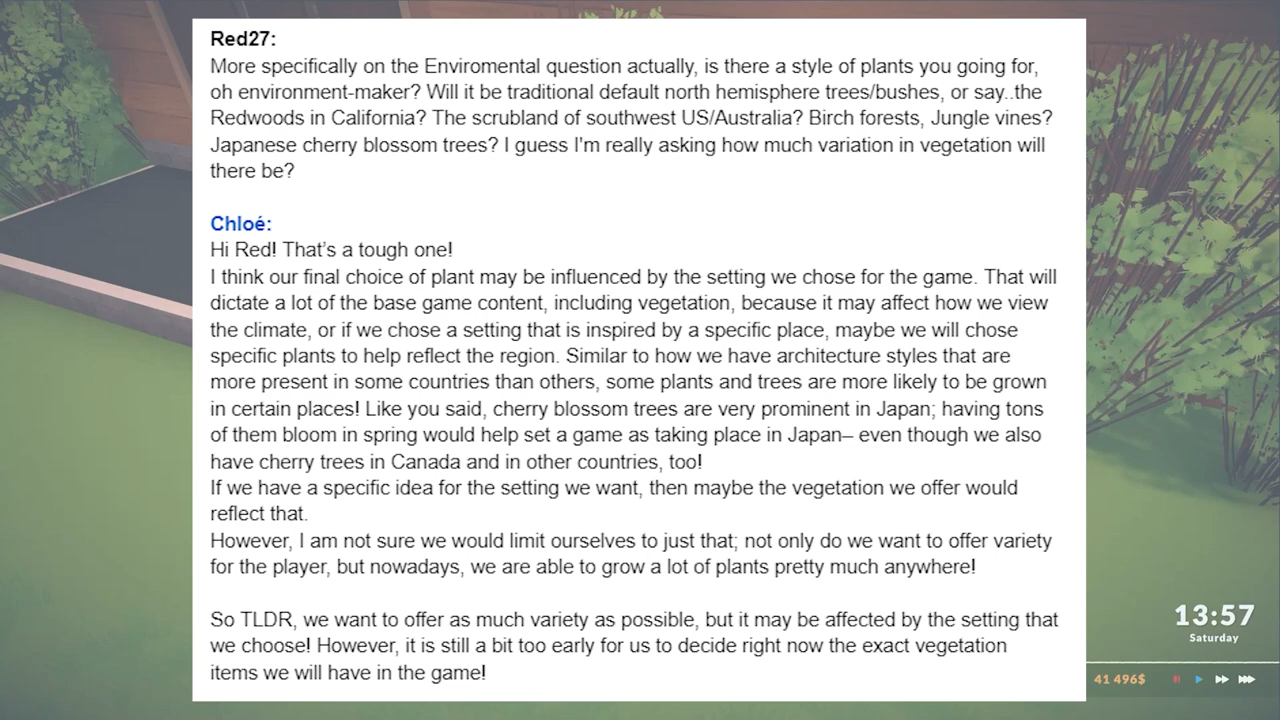 Red27:
More specifically on the Enviromental question actually, is there a style of plants you going for,
oh environment-maker? Will it be traditional default north hemisphere trees/bushes, or say..the
Redwoods in California? The scrubland of southwest US/Australia? Birch forests, Jungle vines?
Japanese cherry blossom trees? I guess I'm really asking how much variation in vegetation will
there be?
Chloé:
Hi Red! That's a tough one!
I think our final choice of plant may be influenced by the setting we chose for the game. That will
dictate a lot of the base game content, including vegetation, because it may affect how we view
the climate, or if we chose a setting that is inspired by a specific place, maybe we will chose
specific plants to help reflect the region. Similar to how we have architecture styles that are
more present in some countries than others, some plants and trees are more likely to be grown
in certain places! Like you said, cherry blossom trees are very prominent in Japan; having tons
of them bloom in spring would help set a game as taking place in Japan– even though we also
have cherry trees in Canada and in other countries, too!
If we have a specific idea for the setting we want, then maybe the vegetation we offer would
reflect that.
However, I am not sure we would limit ourselves to just that; not only do we want to offer variety
for the player, but nowadays, we are able to grow a lot of plants pretty much anywhere!
So TLDR, we want to offer as much variety as possible, but it may be affected by the setting that
we choose! However, it is still a bit too early for us to decide right now the exact vegetation
items we will have in the game!
13:57
Saturday
41 496$